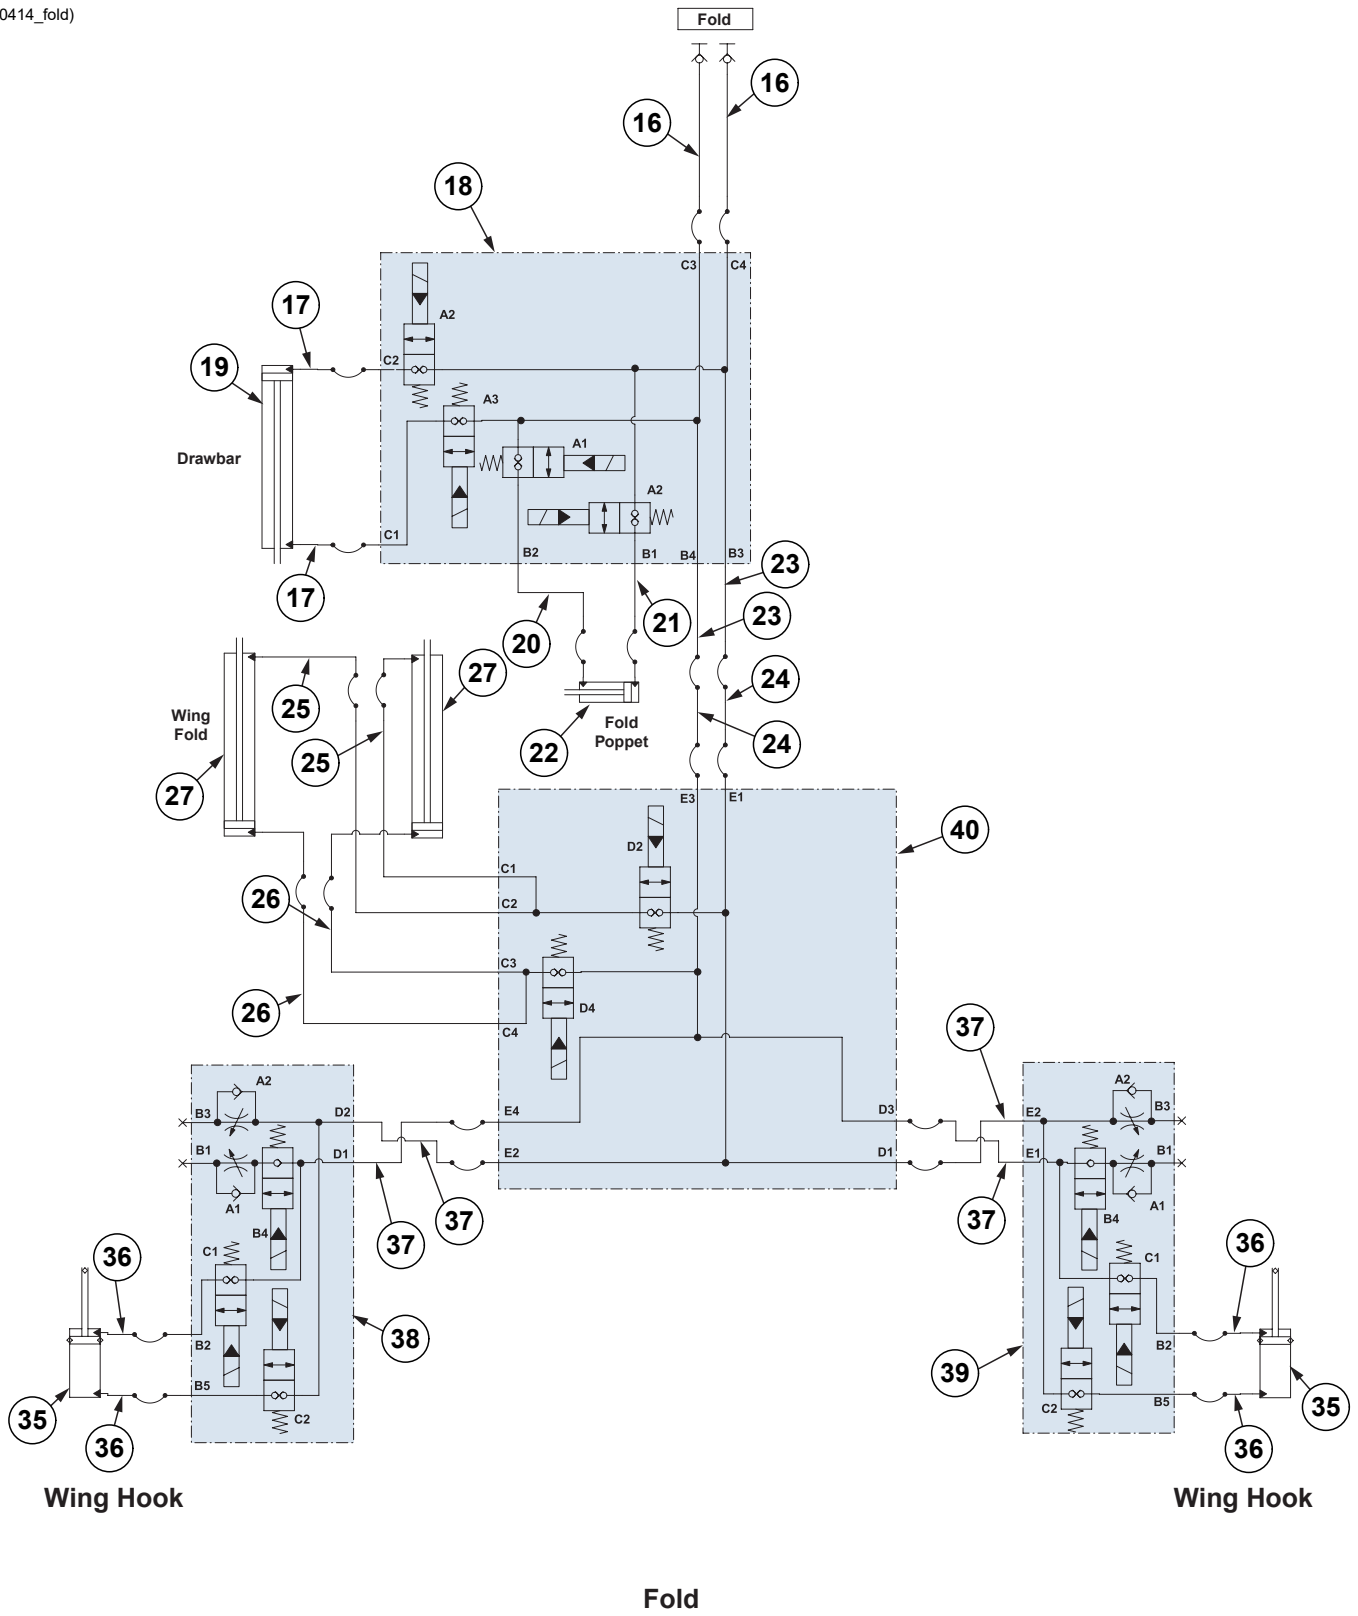 0414_fold)
Fold
16
16
18
C3
C4
17
A2
19
C2
A3
A1
Drawbar
A2
C1
B2
B1
B4
B3
23
17
21
23
20
27
25
24
Wing
Fold
25
22
Fold
Poppet
24
27
E3
E1
40
D2
C1
26
C2
C3
D4
26
C4
37
A2
A2
B3
D2
E4
D3
E2
B3
B1
D1
E2
D1
E1
B1
A1
37
37
37
A1
B4
B4
36
C1
C1
36
38
B2
B2
39
35
B5
C2
C2
B5
35
36
36
Wing Hook
Wing Hook
Fold